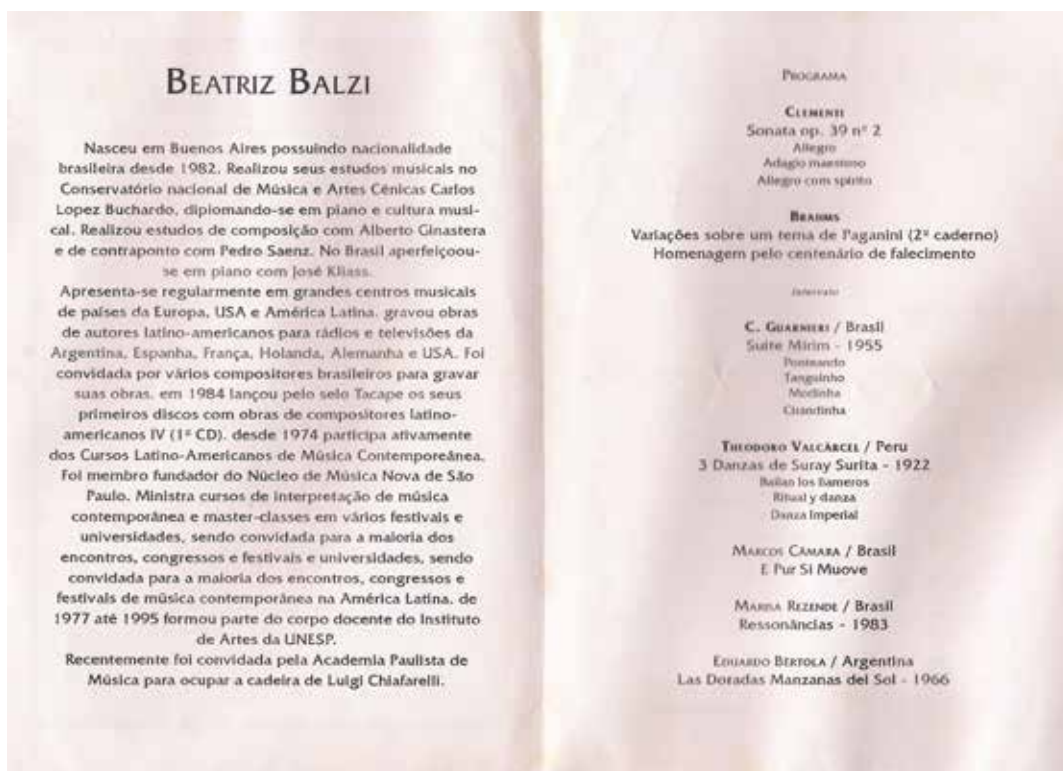 BEATRIZ BALZI
Nasceu em Buenos Aires possuindo nacionalidade
brasileira desde 1982. Realizou seus estudos musicais no
Conservatório nacional de Música e Artes Cênicas Carlos
Lopez Buchardo, diplomando-se em piano e cultura musi-
cal. Realizou estudos de composição com Alberto Ginastera
e de contraponto com Pedro Saenz. No Brasil aperfeiçoou-
se em piano com José Kliass.
Apresenta-se regularmente em grandes centros musicais
de países da Europa, USA e América Latina. gravou obras
de autores latino-americanos para rádios e televisões da
Argentina, Espanha, França, Holanda, Alemanha e USA. Foi
convidada por vários compositores brasileiros para gravar
suas obras. em 1984 lançou pelo selo Tacape os seus
primeiros discos com obras de compositores latino-
americanos IV (1º CD). desde 1974 participa ativamente
dos Cursos Latino-Americanos de Música Contemporeânea.
Foi membro fundador do Núcleo de Música Nova de São
Paulo. Ministra cursos de interpretação de música
contemporânea e master-classes em vários festivais e
universidades, sendo convidada para a maioria dos
encontros, congressos e festivais e universidades, sendo
convidada para a maioria dos encontros, congressos e
festivais de música contemporânea na América Latina. de
1977 até 1995 formou parte do corpo docente do Instituto
de Artes da UNESP.
Recentemente foi convidada pela Academia Paulista de
Música para ocupar a cadeira de Luigi Chiafarelli.
PROGRAMA
CLEMENTI
Sonata op. 39 nº 2
Allegro
Adagio maestoso
Allegro com spirito
BRAHMS
Variações sobre um tema de Paganini (2º caderno)
Homenagem pelo centenário de falecimento
Intervalo
C. GUARNIERI / Brasil
Suite Mirim - 1955
Ponteando
Tanguinho
Modinha
Cirandinha
THEODORO VALCÁRCEL / Peru
3 Danzas de Suray Surita - 1922
Bailan los llameros
Ritual y danza
Danza Imperial
MARCOS CÂMARA / Brasil
E Pur Si Muove
MARISA REZENDE / Brasil
Ressonâncias - 1983
EDUARDO BÉRTOLA / Argentina
Las Doradas Manzanas del Sol - 1966